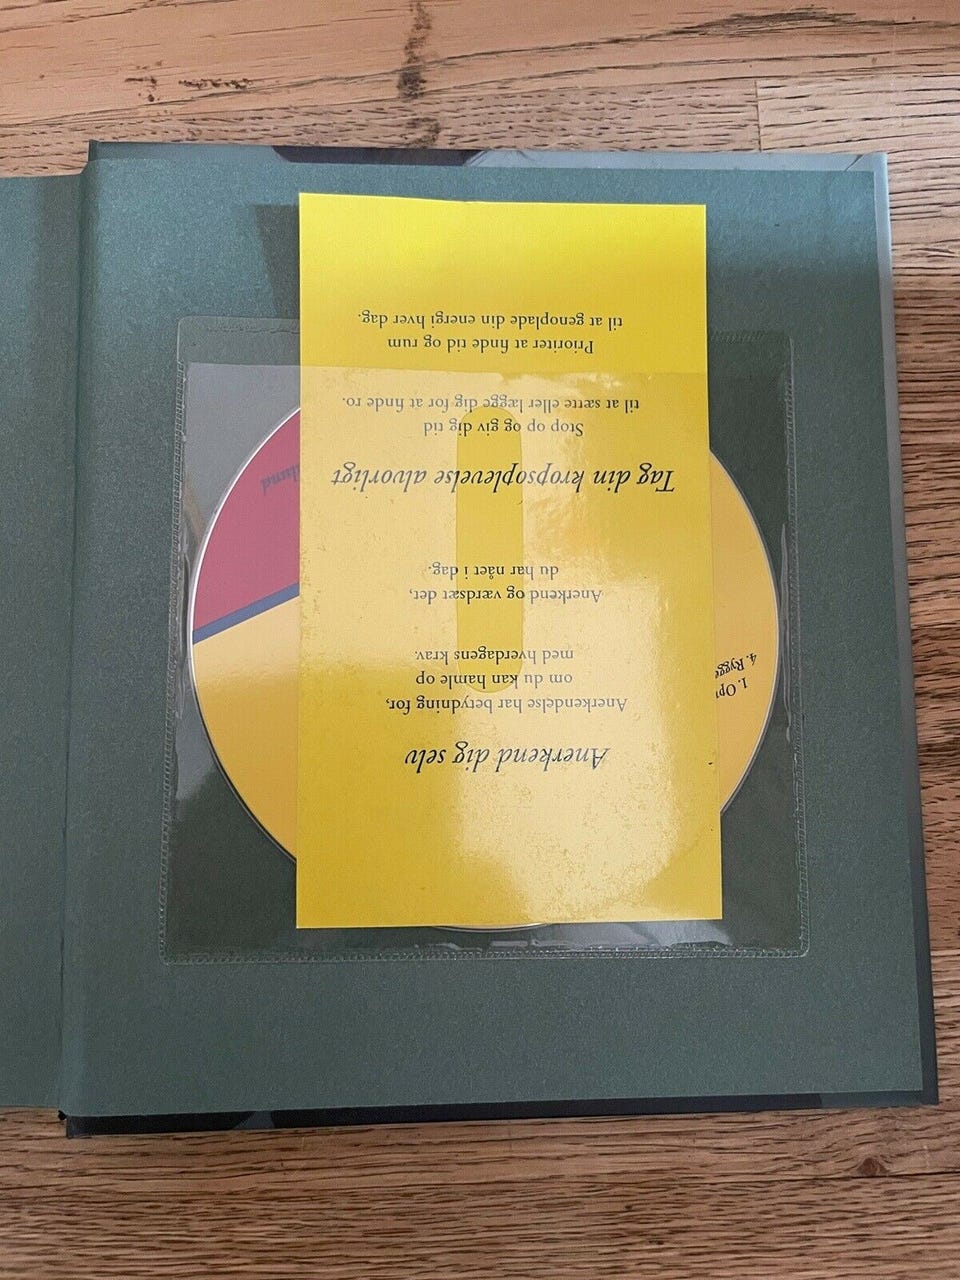 Anerkend dig selv
Anerkendelse har betydning for,
om du kan hamle op
med hverdagens krav.
Anerkend og værdsæt det,
du har nået i dag.
Tag din kropsoplevelse alvorligt
Stop op og giv dig tid
til at sætte eller lægge dig for at finde ro.
Prioriter at finde tid og rum
til at genoplade din energi hver dag.
1.
4.